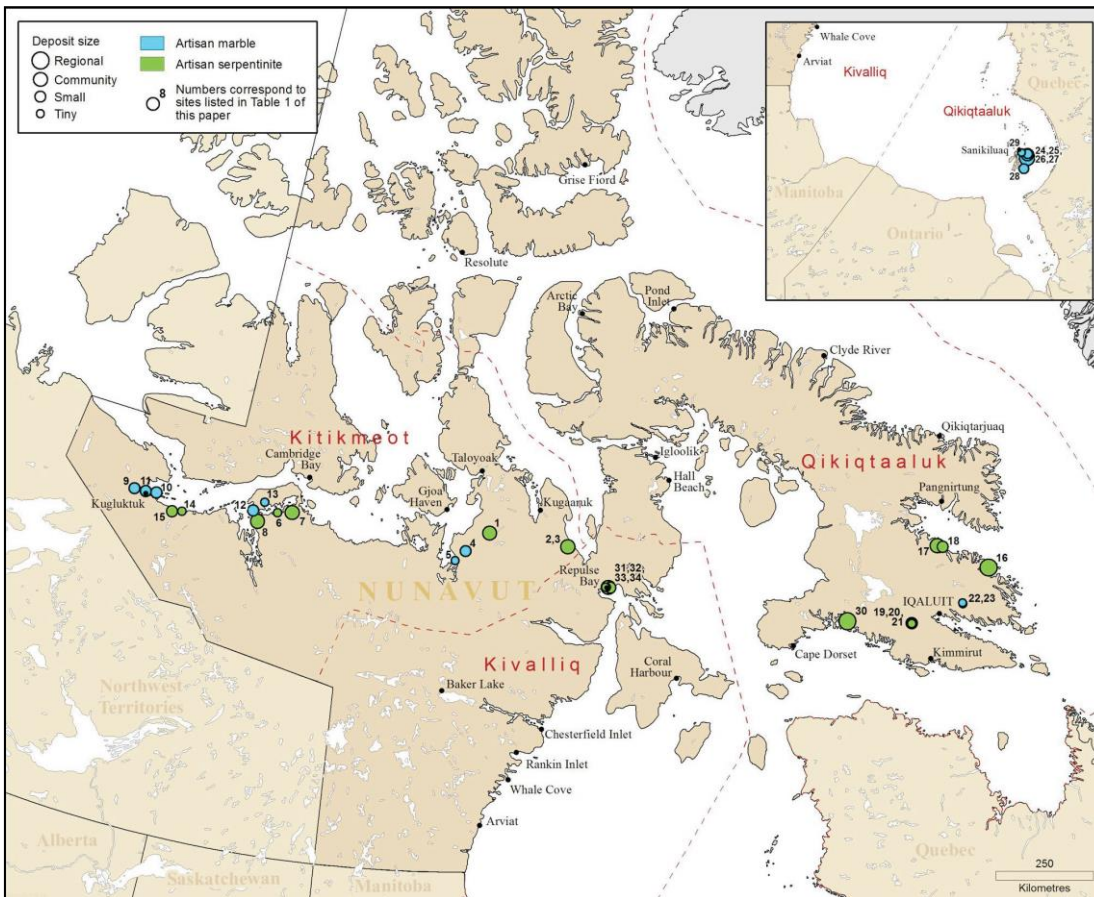 Deposit size
Regional
Community
Small
Tiny
Artisan marble
Artisan serpentinite
8
Numbers correspond to
sites listed in Table 1 of
this paper
Whale Cove
Arviat
Kivalliq
Quebec
Qikiqtaaluk
Sanikiluaq
29
24,25,
26,27
28
Manitoba
Ontario
Grise Fiord
Resolute
Arctic
Bay
Pond
Inlet
Clyde River
Kitikmeot
Cambridge
Bay
Taloyoak
Igloolik
Hall
Beach
Qikiqtarjuaq
Qikiqtaaluk
Pangnirtung
9
11
10
Kugluktuk
15
14
12
13
8
6
7
Gjoa
Haven
Kugaaruk
1
4
5
2,3
Repulse
Bay
31,32,
33,34
17
18
16
NUNAVUT
IQALUIT
22,23
30
19,20,
21
Cape Dorset
Kimmirut
Kivalliq
Coral
Harbour
Baker Lake
Northwest
Territories
Chesterfield Inlet
Rankin Inlet
Whale Cove
Arviat
Alberta
Saskatchewan
Manitoba
Quebec
250
Kilometres